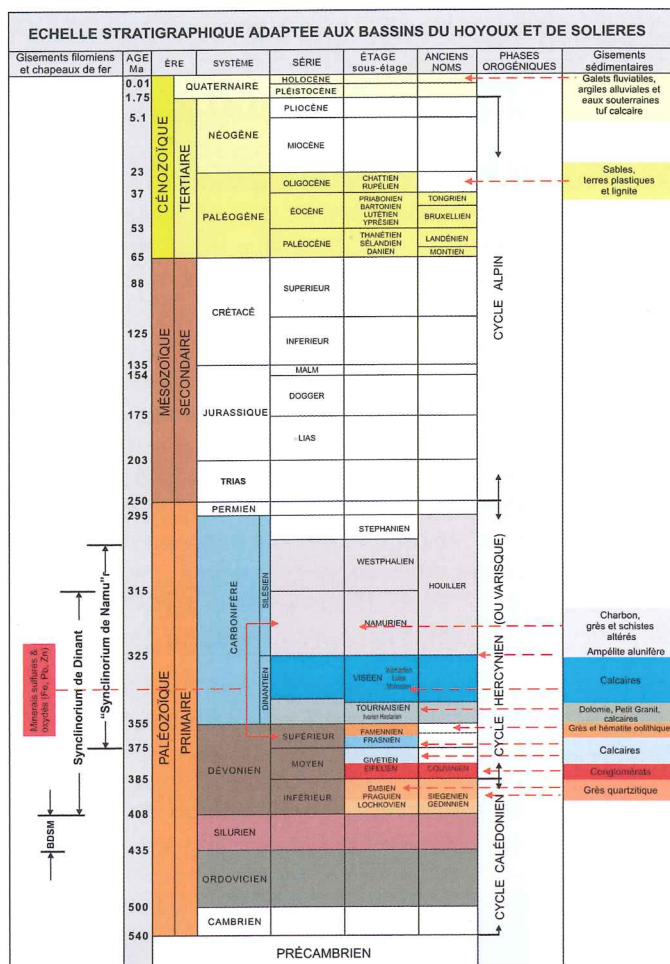 ECHELLE STRATIGRAPHIQUE ADAPTEE AUX BASSINS DU HOYOUX ET DE SOLIERES
Gisements filomiens
et chapeaux de fer
AGE
Ma
ÈRE
SYSTÈME
SÉRIE
ÉTAGE
sous-étage
ANCIENS
NOMS
PHASES
OROGÉNIQUES
Gisements
sédimentaires
0.01
1.75
5.1
23
37
53
65
88
125
135
154
175
203
250
295
315
325
355
375
385
408
435
500
540
CÉNOZOÏQUE
MÉSOZOÏQUE
PALÉOZOÏQUE
TERTIAIRE
SECONDAIRE
PRIMAIRE
QUATERNAIRE
NÉOGÈNE
PALÉOGÈNE
CRÉTACÉ
JURASSIQUE
TRIAS
PERMIEN
CARBONIFÈRE
SILÉSIEN
DINANTIEN
DÉVONIEN
SILURIEN
ORDOVICIEN
CAMBRIEN
PRÉCAMBRIEN
HOLOCÈNE
PLÉISTOCÈNE
PLIOCÈNE
MIOCÈNE
OLIGOCÈNE
ÉOCÈNE
PALÉOCÈNE
SUPÉRIEUR
INFÉRIEUR
MALM
DOGGER
LIAS
SUPÉRIEUR
MOYEN
INFÉRIEUR
CHATTIEN
RUPÉLIEN
PRIABONIEN
BARTONIEN
LUTÉTIEN
YPRÉSIEN
THANÉTIEN
SÉLANDIEN
DANIEN
STEPHANIEN
WESTPHALIEN
NAMURIEN
VISÉEN
TOURNAISIEN
Ivorien Hastarien
FAMENNIEN
FRASNIEN
GIVETIEN
EIFELIEN
EMSIEN
PRAGUIEN
LOCHKOVIEN
TONGRIEN
BRUXELLIEN
LANDÉNIEN
MONTIEN
HOUILLER
COUVINIEN
SIEGENIEN
GEDINNIEN
CYCLE ALPIN
CYCLE HERCYNIEN (OU VARISQUE)
CYCLE CALÉDONIEN
Galets fluviatiles,
argiles alluviales et
eaux souterraines
tuf calcaire
Sables,
terres plastiques
et lignite
Charbon,
grès et schistes
altérés
Ampélite alunifère
Calcaires
Dolomie, Petit Granit,
calcaires
Grès et hématite oolithique
Calcaires
Conglomérats
Grès quartzitique
Minerais sulfurés &
oxydés (Fe, Pb, Zn)
Synclinorium de Dinant
"Synclinorium de Namu"r
BDSM